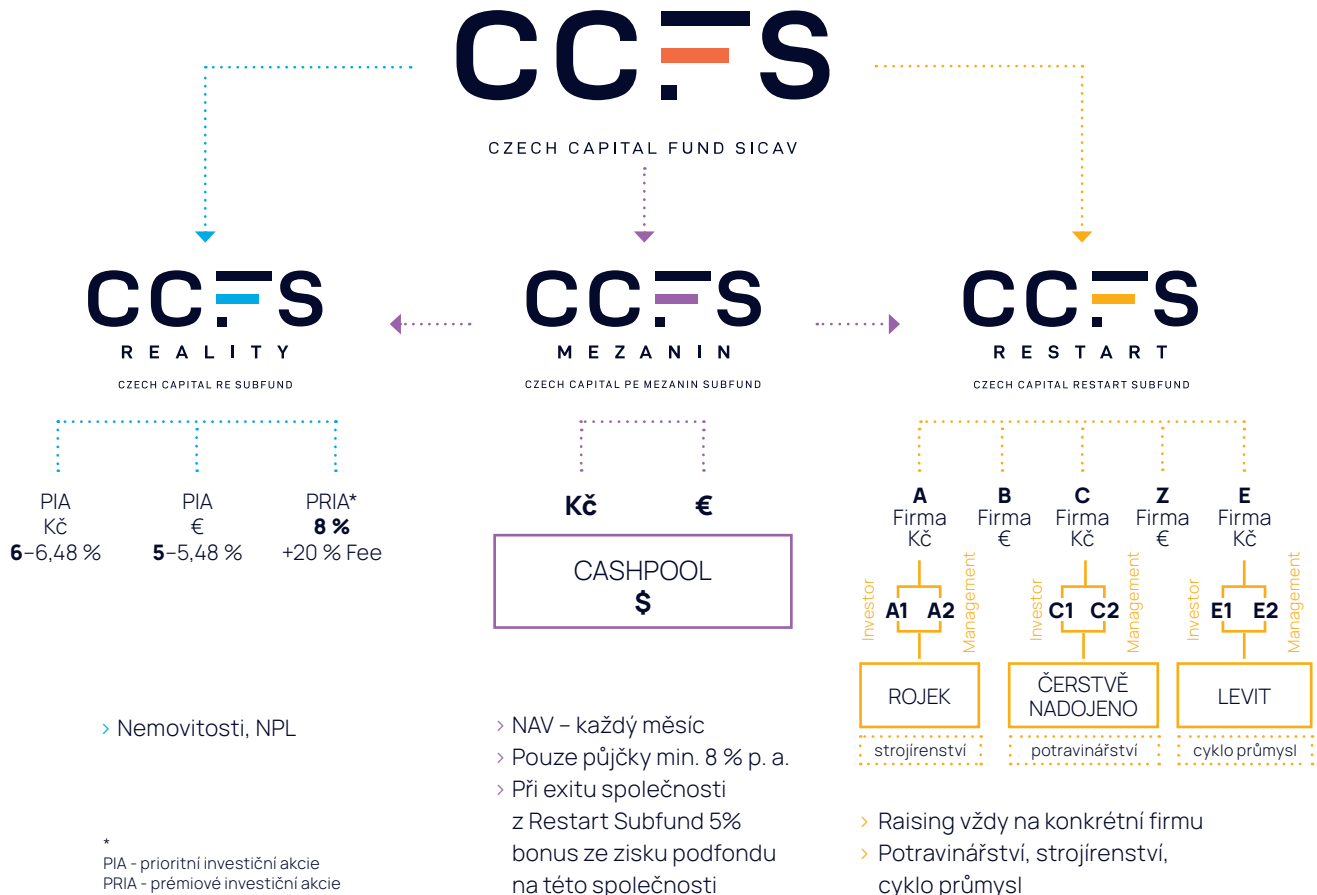 CCFS
CZECH CAPITAL FUND SICAV
CCFS
REALITY
CZECH CAPITAL RE SUBFUND
CCFS
MEZANIN
CZECH CAPITAL PE MEZANIN SUBFUND
CCFS
RESTART
CZECH CAPITAL RESTART SUBFUND
PIA
Kč
6–6,48 %
PIA
€
5–5,48 %
PRIA*
8 %
+20 % Fee
> Nemovitosti, NPL
*
PIA - prioritní investiční akcie
PRIA - prémiové investiční akcie
Kč
€
CASHPOOL
$
> NAV – každý měsíc
> Pouze půjčky min. 8 % p. a.
> Při exitu společnosti
z Restart Subfund 5%
bonus ze zisku podfondu
na této společnosti
A
Firma
Kč
B
Firma
€
C
Firma
Kč
Z
Firma
€
E
Firma
Kč
Investor
A1 A2
Management
Investor
C1 C2
Management
Investor
E1 E2
Management
ROJEK
strojírenství
ČERSTVĚ
NADOJENO
potravinářství
LEVIT
cyklo průmysl
> Raising vždy na konkrétní firmu
> Potravinářství, strojírenství,
cyklo průmysl